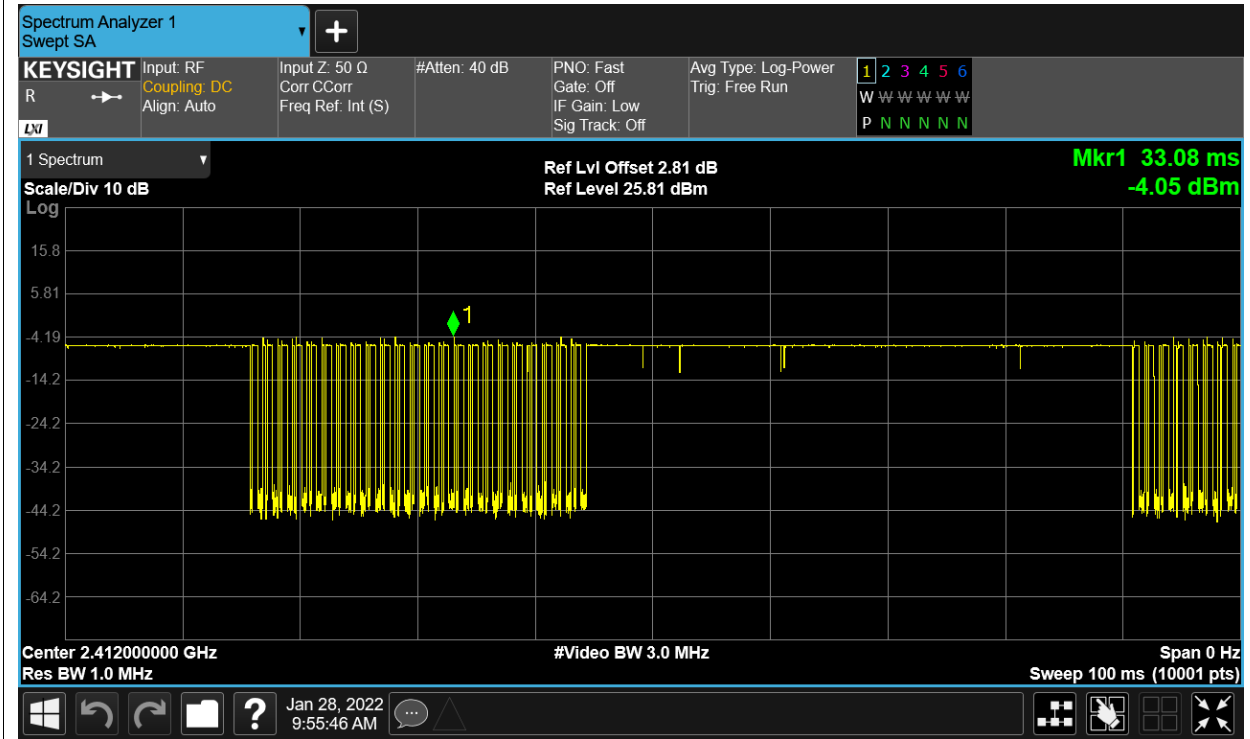 Spectrum Analyzer 1
Swept SA
+
KEYSIGHT
R
LXI
Input: RF
Coupling: DC
Align: Auto
Input Z: 50 Ω
Corr CCorr
Freq Ref: Int (S)
#Atten: 40 dB
PNO: Fast
Gate: Off
IF Gain: Low
Sig Track: Off
Avg Type: Log-Power
Trig: Free Run
1 2 3 4 5 6
W W W W W W
P N N N N N
1 Spectrum
Scale/Div 10 dB
Log
Ref Lvl Offset 2.81 dB
Ref Level 25.81 dBm
Mkr1 33.08 ms
-4.05 dBm
15.8
5.81
-4.19
-14.2
-24.2
-34.2
-44.2
-54.2
-64.2
1
Center 2.412000000 GHz
Res BW 1.0 MHz
#Video BW 3.0 MHz
Span 0 Hz
Sweep 100 ms (10001 pts)
?
Jan 28, 2022
9:55:46 AM